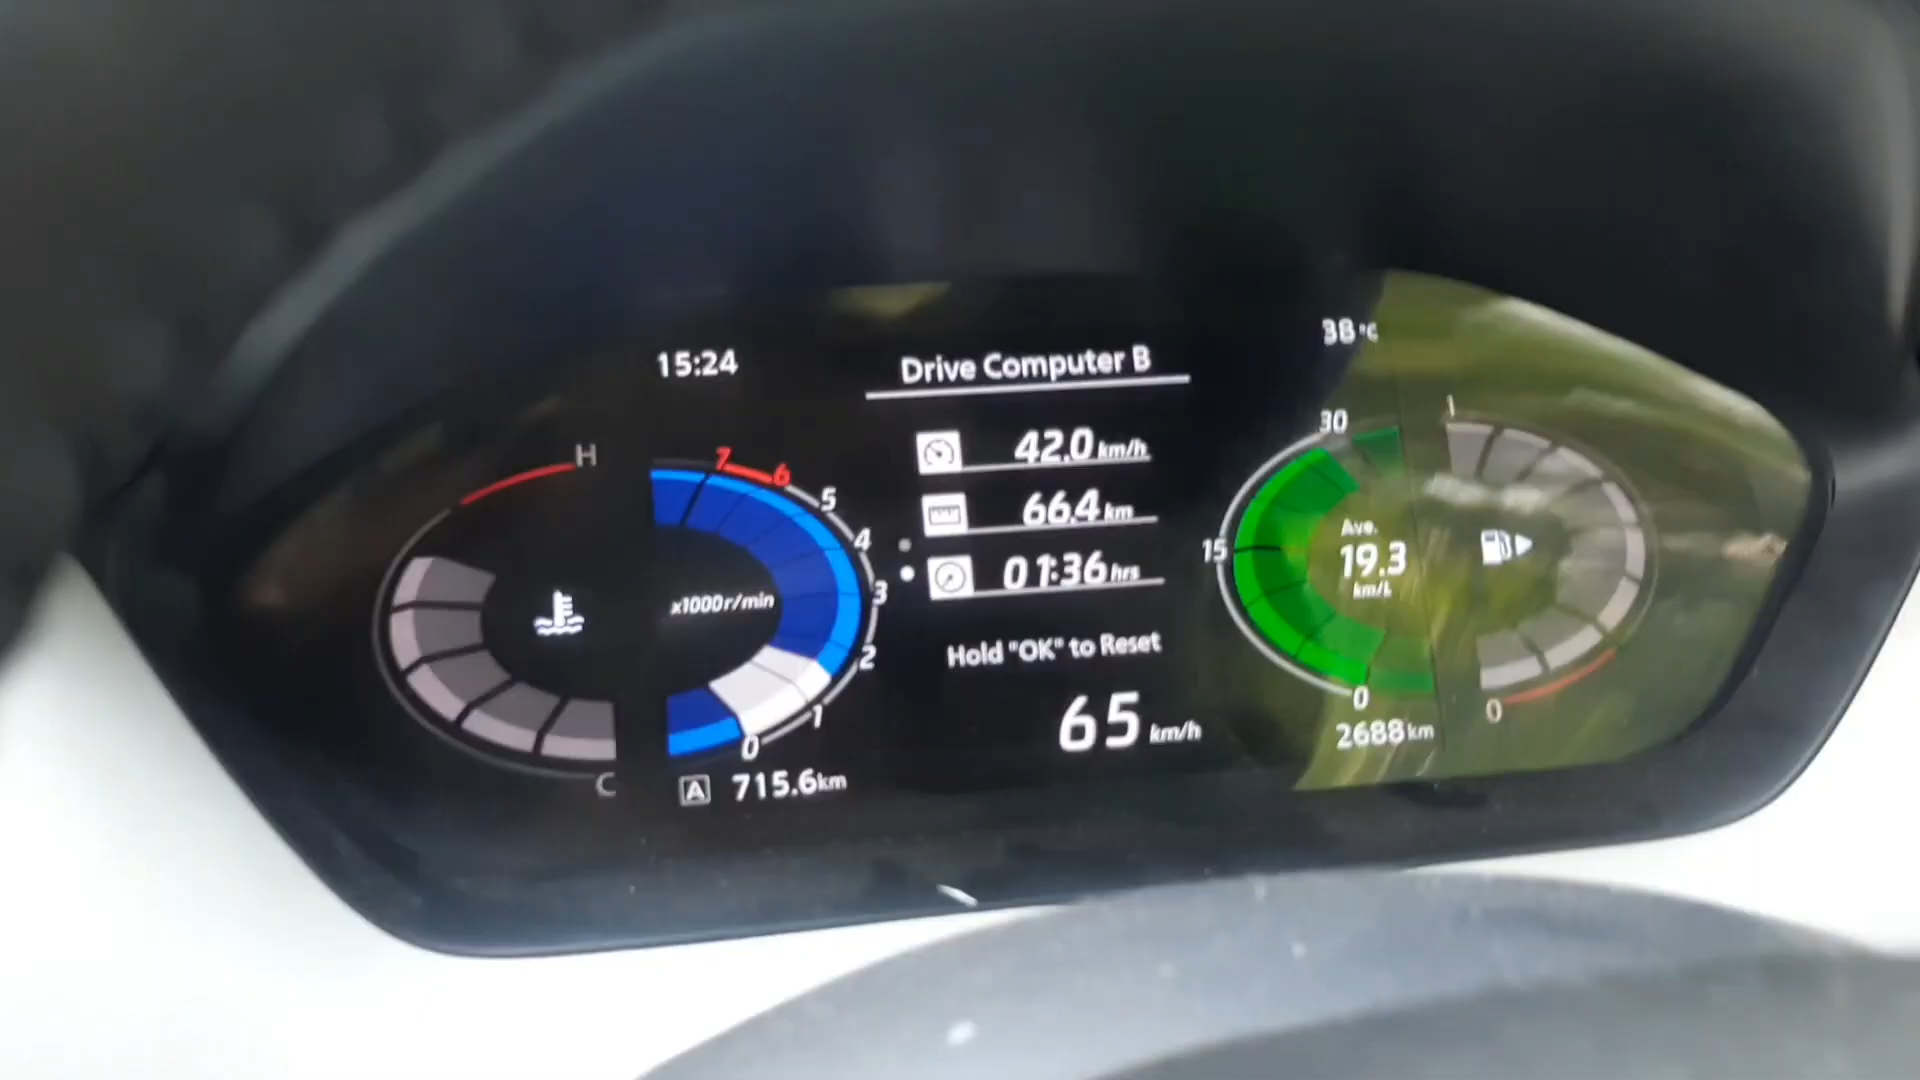 15:24
Drive Computer B
38°C
42.0 km/h
66.4 km
01:36 hrs
Hold "OK" to Reset
65 km/h
H
C
7
6
5
4
3
2
1
0
x1000r/min
A 715.6km
30
15
0
Ave.
19.3
km/L
2688km
1
0